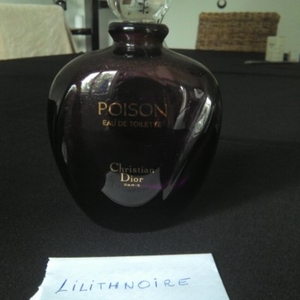 POISON
EAU DE TOILETTE
Christian
Dior
PARIS
LILITHNOIRE